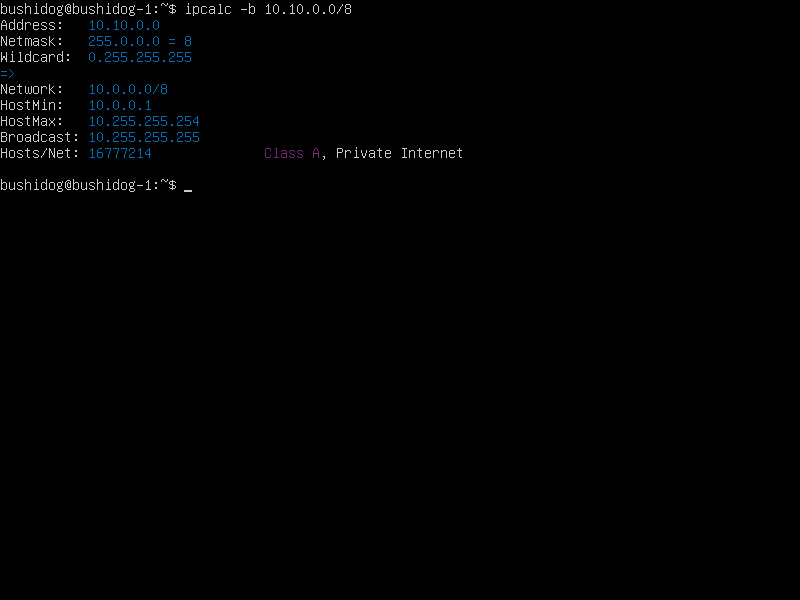 bushidog@bushidog-1:~$ ipcalc -b 10.10.0.0/8
Address:   10.10.0.0
Netmask:   255.0.0.0 = 8
Wildcard:  0.255.255.255
=>
Network:   10.0.0.0/8
HostMin:   10.0.0.1
HostMax:   10.255.255.254
Broadcast: 10.255.255.255
Hosts/Net: 16777214              Class A, Private Internet
bushidog@bushidog-1:~$ _